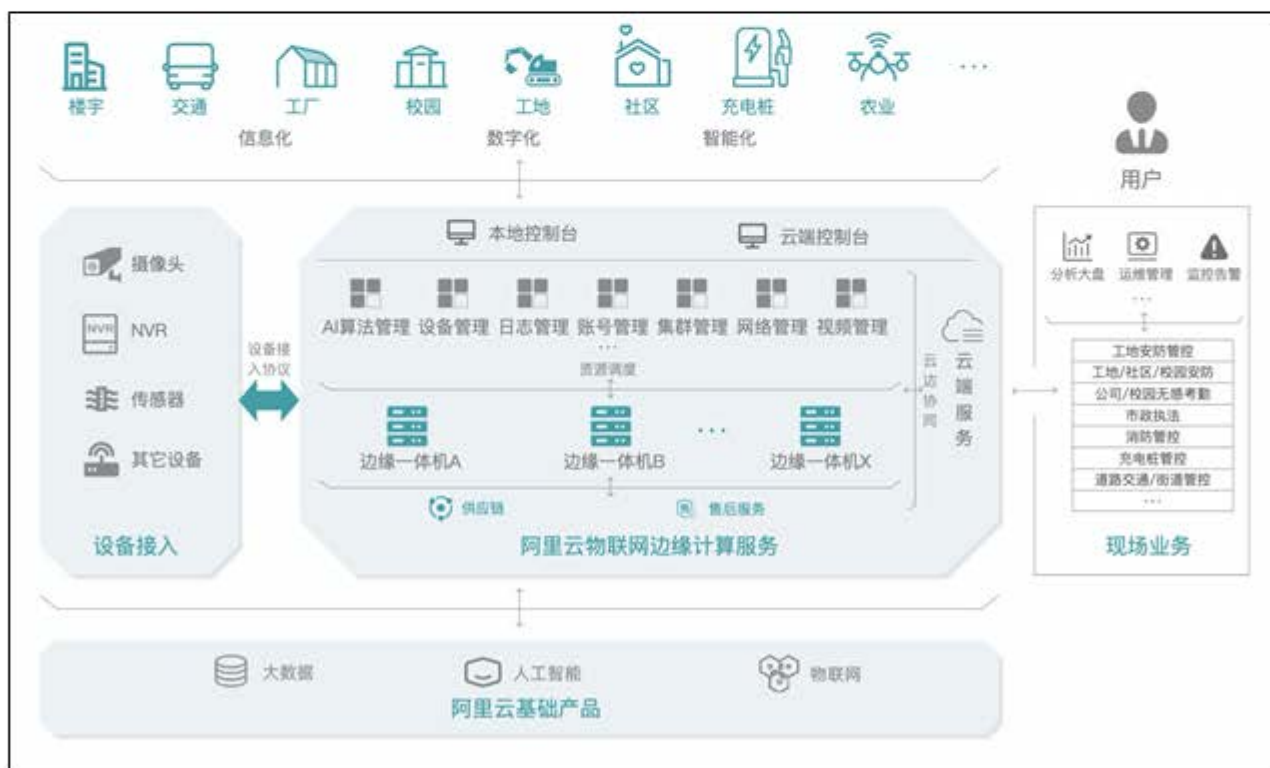 楼宇 交通 工厂 校园 工地 社区 充电桩 农业 ...
信息化 数字化 智能化
用户
本地控制台 云端控制台
摄像头
NVR NVR
传感器
其它设备
设备接入
设备接
入协议
AI算法管理 设备管理 日志管理 账号管理 集群管理 网络管理 视频管理
...
资源调度
边缘一体机A 边缘一体机B ... 边缘一体机X
供应链 售后服务
阿里云物联网边缘计算服务
云边协同
云端服务
分析大盘 运维管理 监控告警
...
工地安防管控
工地/社区/校园安防
公司/校园无感考勤
市政执法
消防管控
充电桩管控
道路交通/街道管控
...
现场业务
大数据 人工智能 物联网
阿里云基础产品